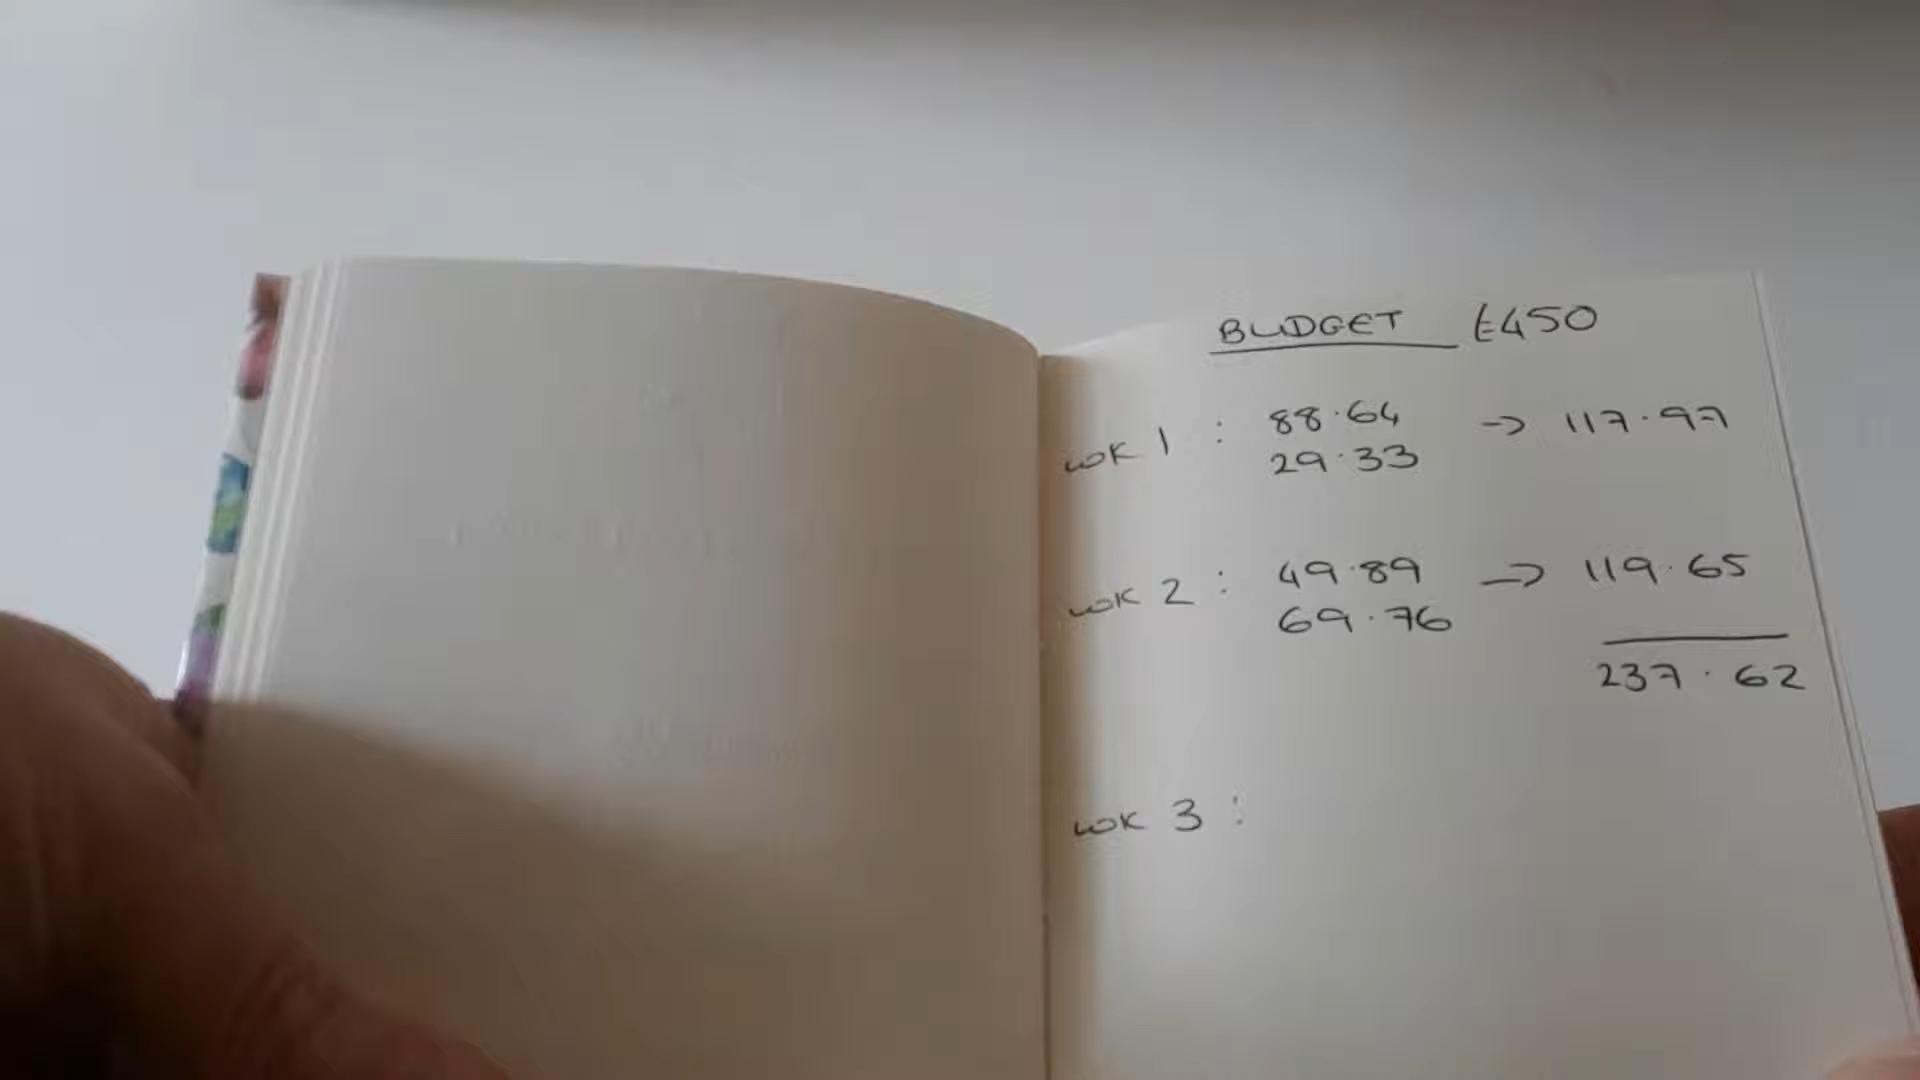 BUDGET £450
wk 1 : 88.64 -> 117.97
29.33
wk 2 : 49.89 -> 119.65
69.76
237.62
wk 3 :